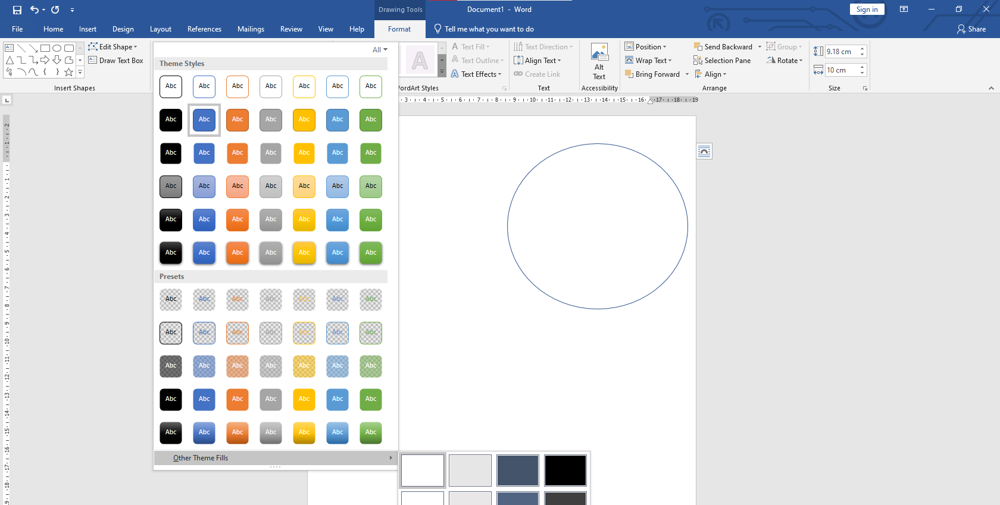 Drawing Tools
Document1 - Word
Sign in
File Home Insert Design Layout References Mailings Review View Help Format Tell me what you want to do Share
Edit Shape
Draw Text Box
Insert Shapes
All
Theme Styles
Abc Abc Abc Abc Abc Abc Abc
Abc Abc Abc Abc Abc Abc Abc
Abc Abc Abc Abc Abc Abc Abc
Abc Abc Abc Abc Abc Abc Abc
Abc Abc Abc Abc Abc Abc Abc
Abc Abc Abc Abc Abc Abc Abc
Presets
Abc Abc Abc Abc Abc Abc Abc
Abc Abc Abc Abc Abc Abc Abc
Abc Abc Abc Abc Abc Abc Abc
Abc Abc Abc Abc Abc Abc Abc
Abc Abc Abc Abc Abc Abc Abc
Other Theme Fills
A
A Text Fill
A Text Outline
A Text Effects
WordArt Styles
Text Direction
Align Text
Create Link
Text
Alt
Text
Accessibility
Position
Wrap Text
Bring Forward
Send Backward
Selection Pane
Align
Group
Rotate
Arrange
9.18 cm
10 cm
Size
3 4 5 6 7 8 9 10 11 12 13 14 15 16 17 18 19
2
1
1
2
3
4
5
6
7
8
9
10
11
12
13
14
15
16
17
18
19